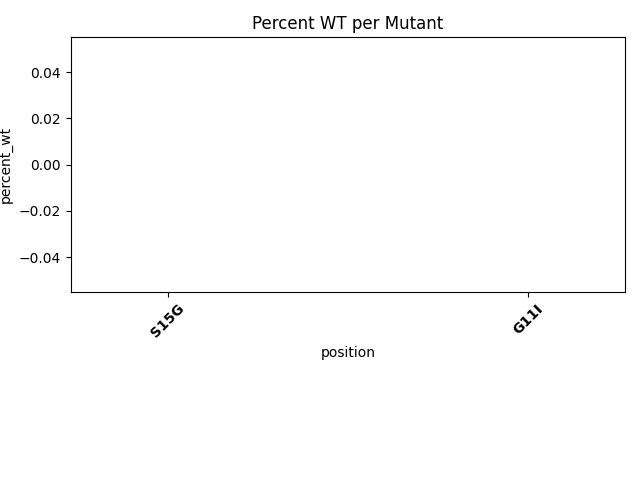 Percent WT per Mutant
percent_wt
0.04
0.02
0.00
−0.02
−0.04
S15G
G11I
position